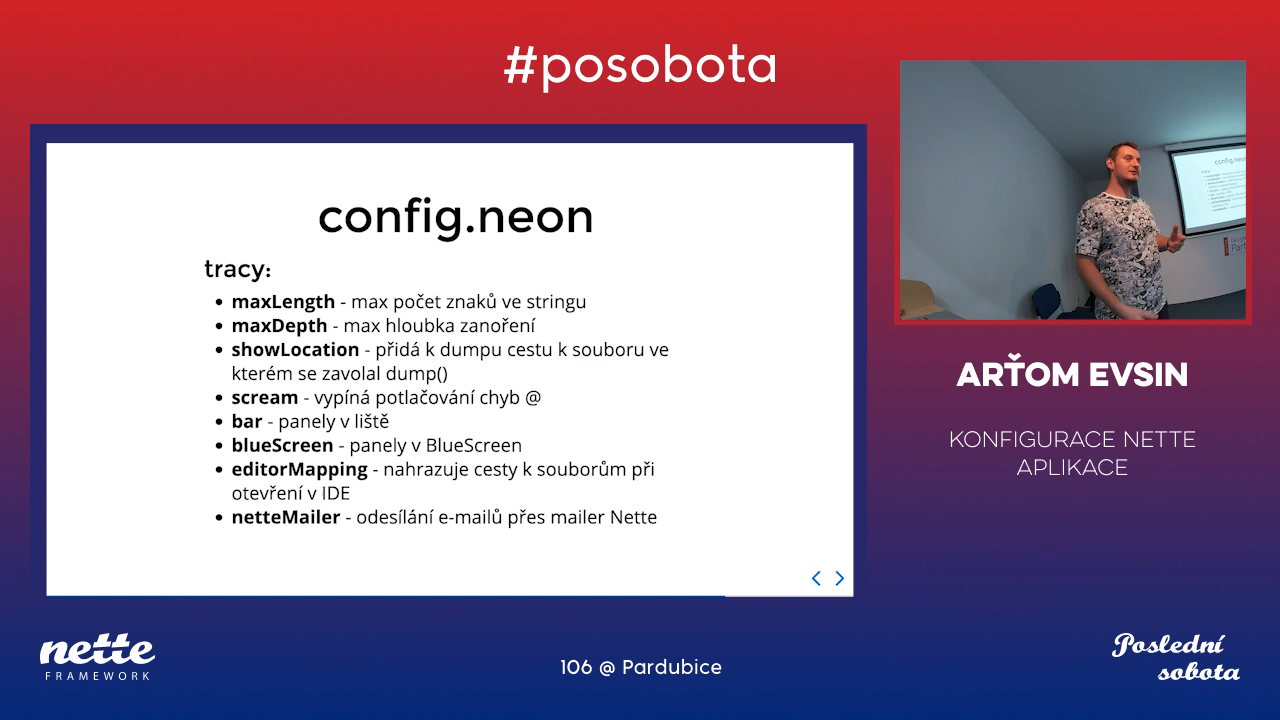 #posobota
config.neon
tracy:
• maxLength - max počet znaků ve stringu
• maxDepth - max hloubka zanoření
• showLocation - přidá k dumpu cestu k souboru ve
kterém se zavolal dump()
• scream - vypíná potlačování chyb @
• bar - panely v liště
• blueScreen - panely v BlueScreen
• editorMapping - nahrazuje cesty k souborům při
otevření v IDE
• netteMailer - odesílání e-mailů přes mailer Nette
config.neon
ARŤOM EVSIN
KONFIGURACE NETTE
APLIKACE
nette
FRAMEWORK
106 @ Pardubice
Poslední
sobota